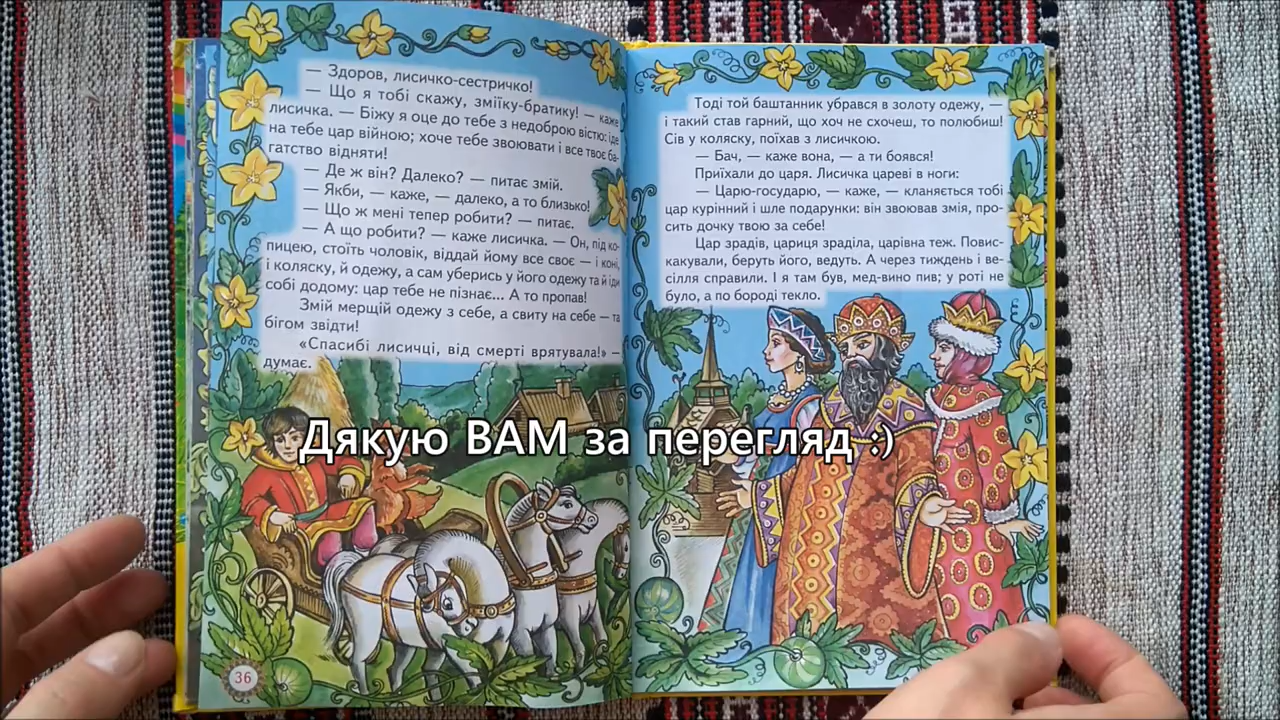 — Здоров, лисичко-сестричко!
— Що я тобі скажу, зміїку-братику! — каже
лисичка. — Біжу я оце до тебе з недоброю вістю: іде
на тебе цар війною; хоче тебе звоювати і все твоє ба-
гатство відняти!
— Де ж він? Далеко? — питає змій.
— Якби, — каже, — далеко, а то близько!
— Що ж мені тепер робити? — питає.
— А що робити? — каже лисичка. — Он, під ко-
пицею, стоїть чоловік, віддай йому все своє — і коні,
і коляску, й одежу, а сам уберись у його одежу та й іди
собі додому: цар тебе не пізнає... А то пропав!
Змій мерщій одежу з себе, а свиту на себе — та
бігом звідти!
«Спасибі лисичці, від смерті врятувала!» —
думає.
36
Тоді той баштанник убрався в золоту одежу, —
і такий став гарний, що хоч не схочеш, то полюбиш!
Сів у коляску, поїхав з лисичкою.
— Бач, — каже вона, — а ти боявся!
Приїхали до царя. Лисичка цареві в ноги:
— Царю-государю, — каже, — кланяється тобі
цар курінний і шле подарунки: він звоював змія, про-
сить дочку твою за себе!
Цар зрадів, цариця зраділа, царівна теж. Повис-
какували, беруть його, ведуть. А через тиждень і ве-
сілля справили. І я там був, мед-вино пив; у роті не
було, а по бороді текло.
Дякую ВАМ за перегляд :)